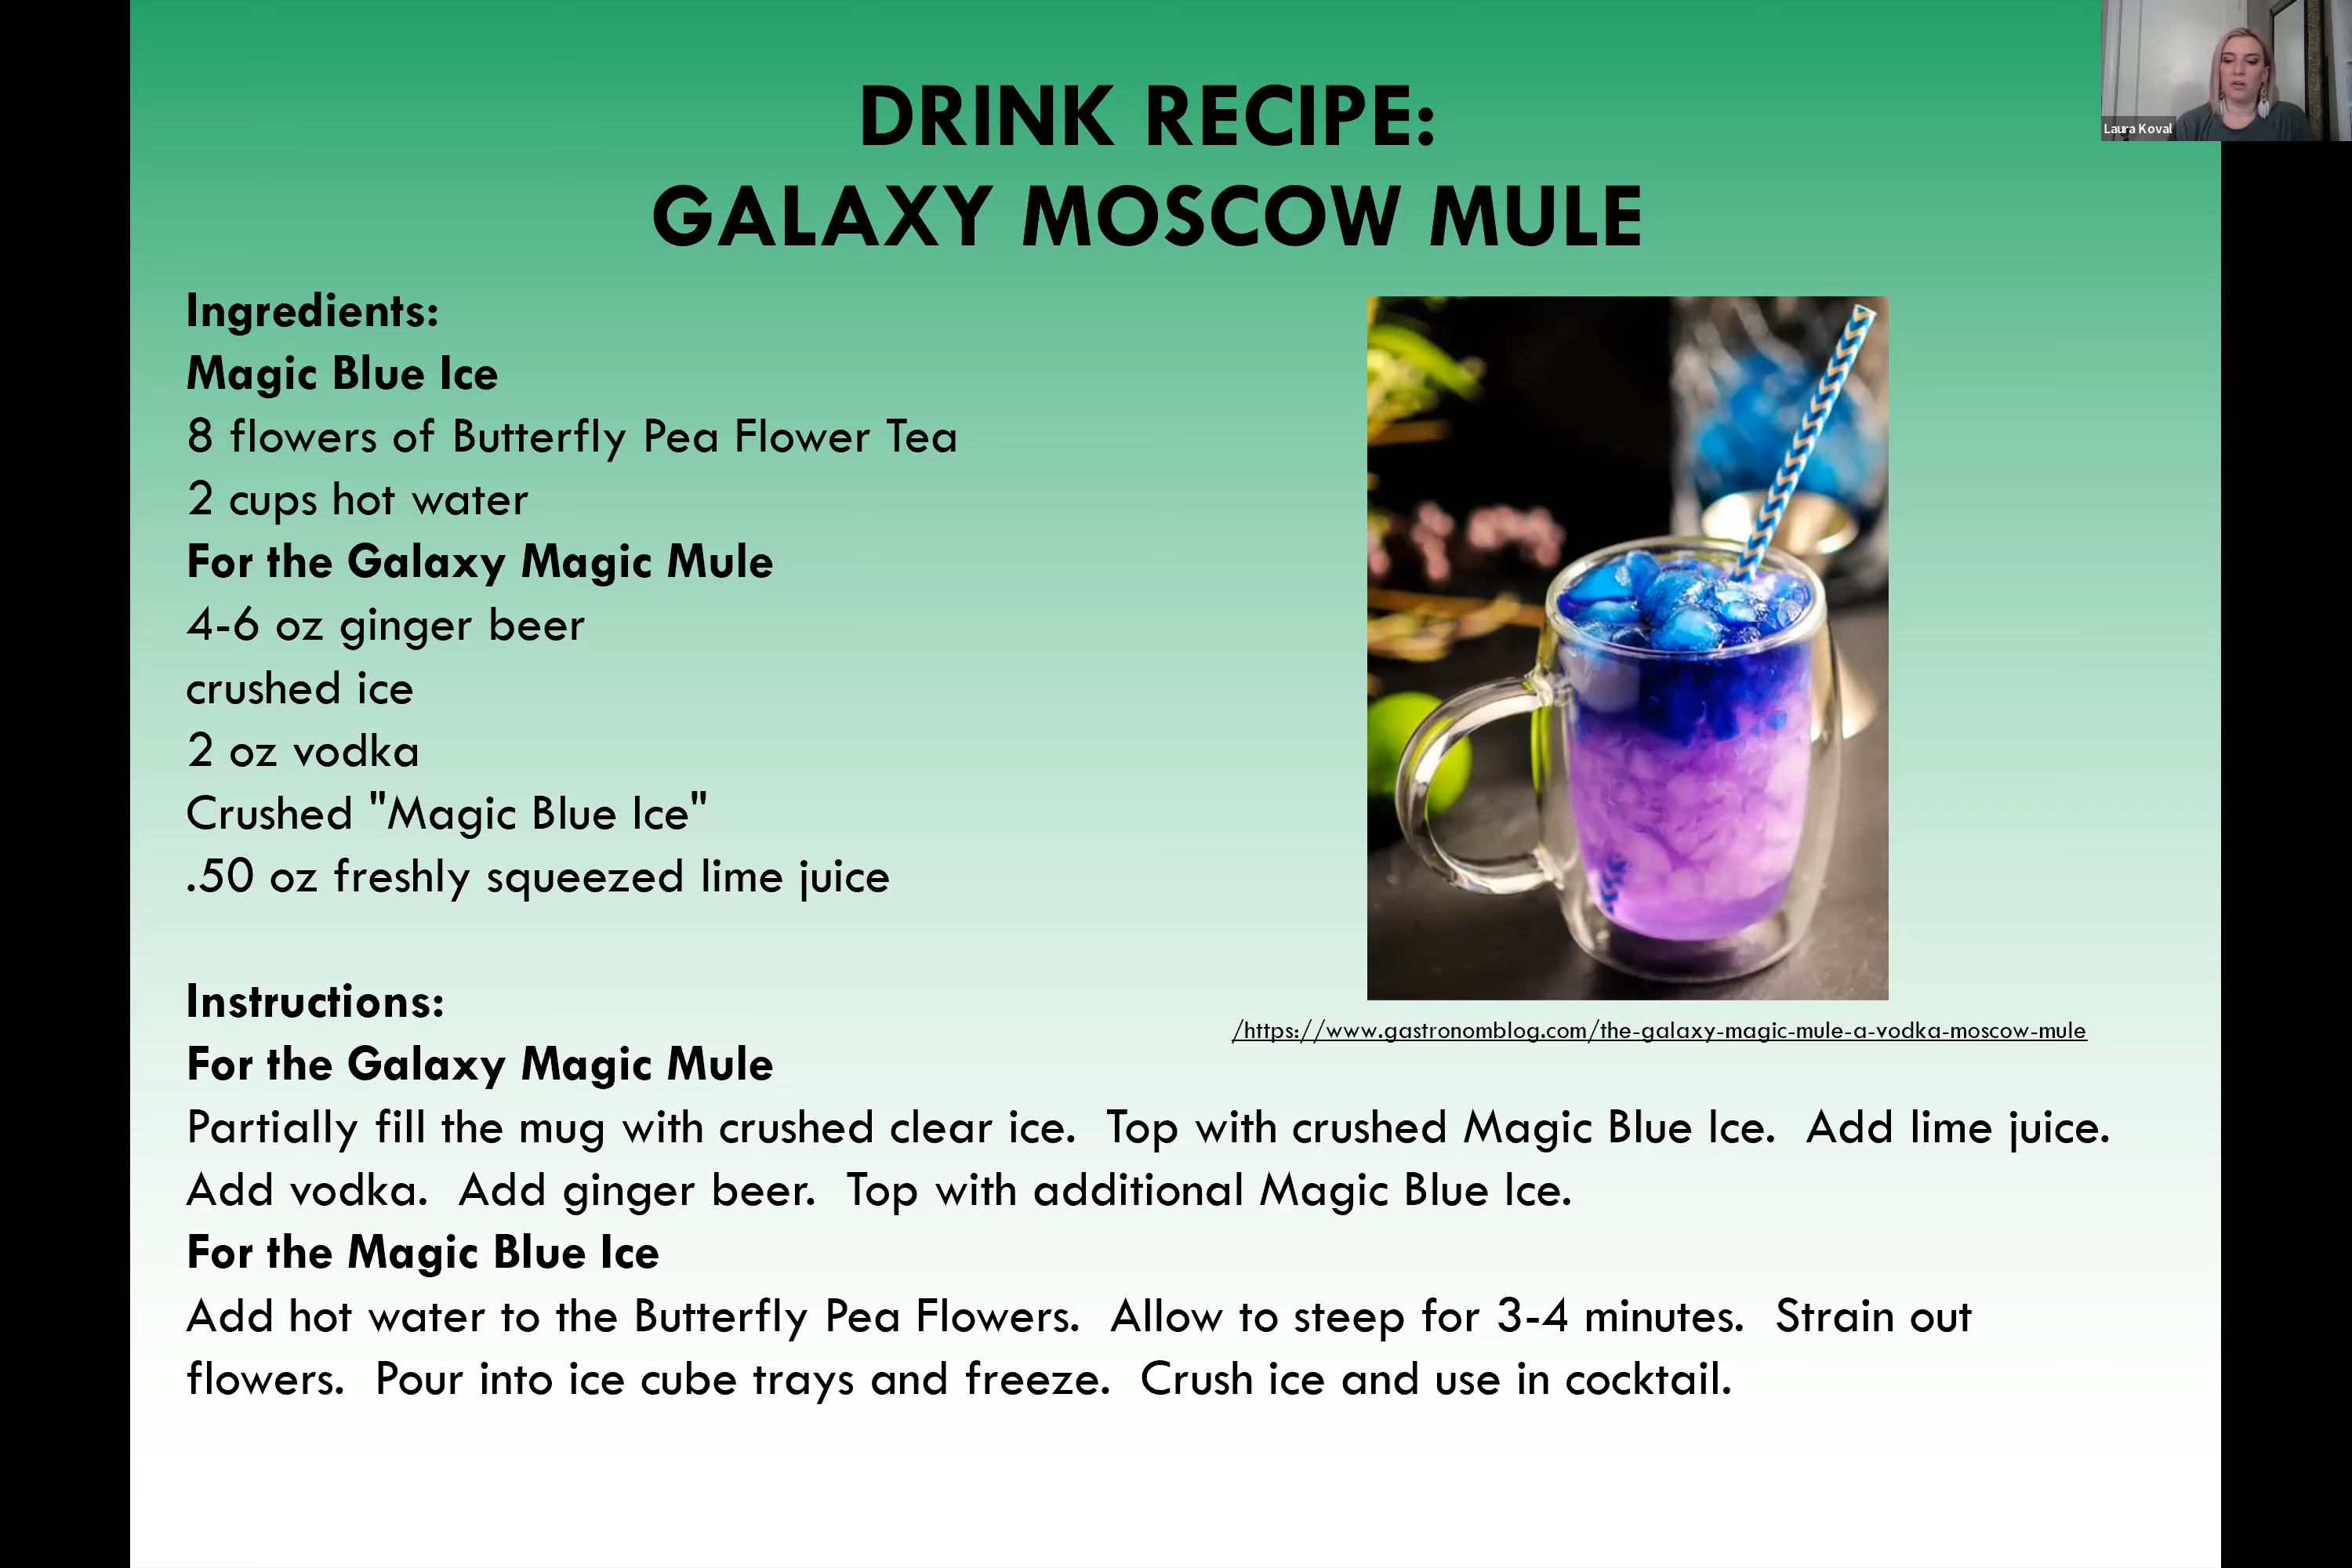 DRINK RECIPE:
GALAXY MOSCOW MULE
Laura Koval
Ingredients:
Magic Blue Ice
8 flowers of Butterfly Pea Flower Tea
2 cups hot water
For the Galaxy Magic Mule
4-6 oz ginger beer
crushed ice
2 oz vodka
Crushed "Magic Blue Ice"
.50 oz freshly squeezed lime juice
/https://www.gastronomblog.com/the-galaxy-magic-mule-a-vodka-moscow-mule
Instructions:
For the Galaxy Magic Mule
Partially fill the mug with crushed clear ice.  Top with crushed Magic Blue Ice.  Add lime juice.
Add vodka.  Add ginger beer.  Top with additional Magic Blue Ice.
For the Magic Blue Ice
Add hot water to the Butterfly Pea Flowers.  Allow to steep for 3-4 minutes.  Strain out
flowers.  Pour into ice cube trays and freeze.  Crush ice and use in cocktail.